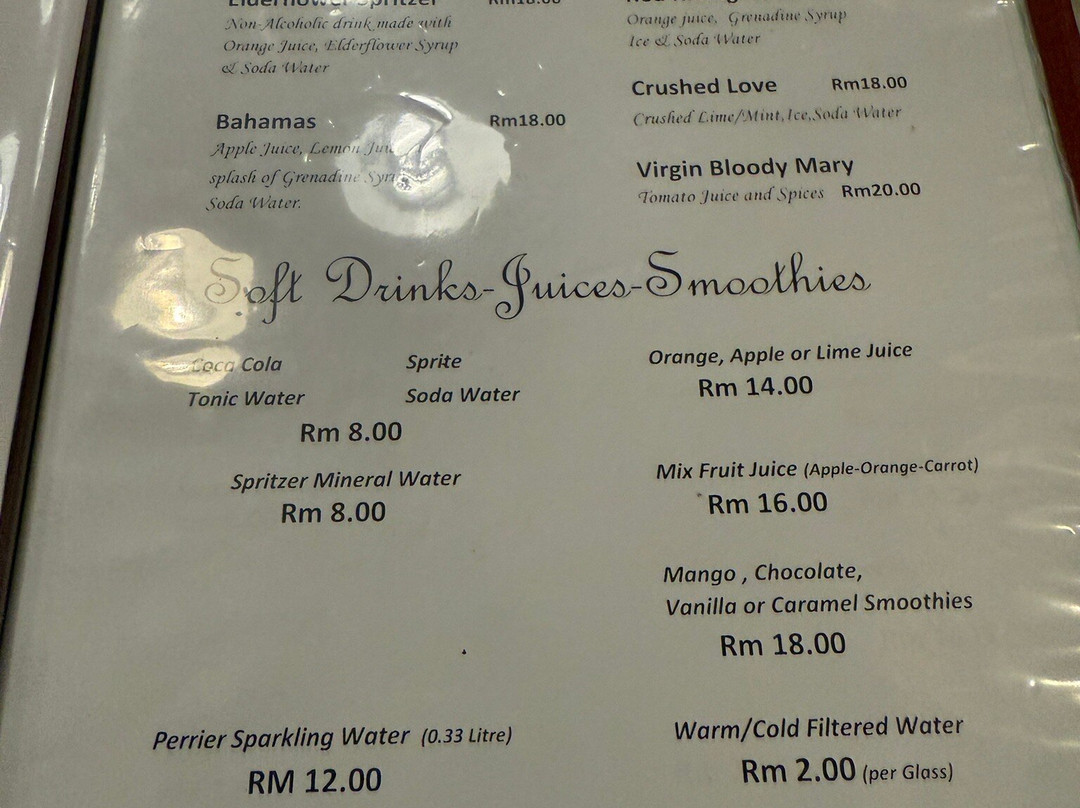 Elderflower Spritzer Rm18.00
Non-Alcoholic drink made with
Orange Juice, Elderflower Syrup
& Soda Water
Bahamas Rm18.00
Apple Juice, Lemon
splash of Grenadine
Soda Water.
Orange juice, Grenadine Syrup
Ice & Soda Water
Crushed Love Rm18.00
Crushed Lime/Mint,Ice,Soda Water
Virgin Bloody Mary
Tomato Juice and Spices Rm20.00
Soft Drinks-Juices-Smoothies
Coca Cola Sprite
Tonic Water Soda Water
Rm 8.00
Spritzer Mineral Water
Rm 8.00
Orange, Apple or Lime Juice
Rm 14.00
Mix Fruit Juice (Apple-Orange-Carrot)
Rm 16.00
Mango , Chocolate,
Vanilla or Caramel Smoothies
Rm 18.00
Perrier Sparkling Water (0.33 Litre)
RM 12.00
Warm/Cold Filtered Water
Rm 2.00 (per Glass)